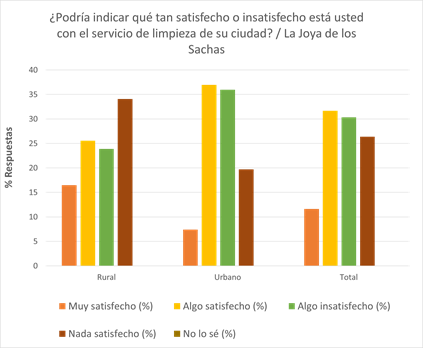 ¿Podría indicar qué tan satisfecho o insatisfecho está usted
con el servicio de limpieza de su ciudad? / La Joya de los
Sachas
40
35
30
25
20
15
10
5
0
% Respuestas
Rural Urbano Total
Muy satisfecho (%) Algo satisfecho (%) Algo insatisfecho (%)
Nada satisfecho (%) No lo sé (%)